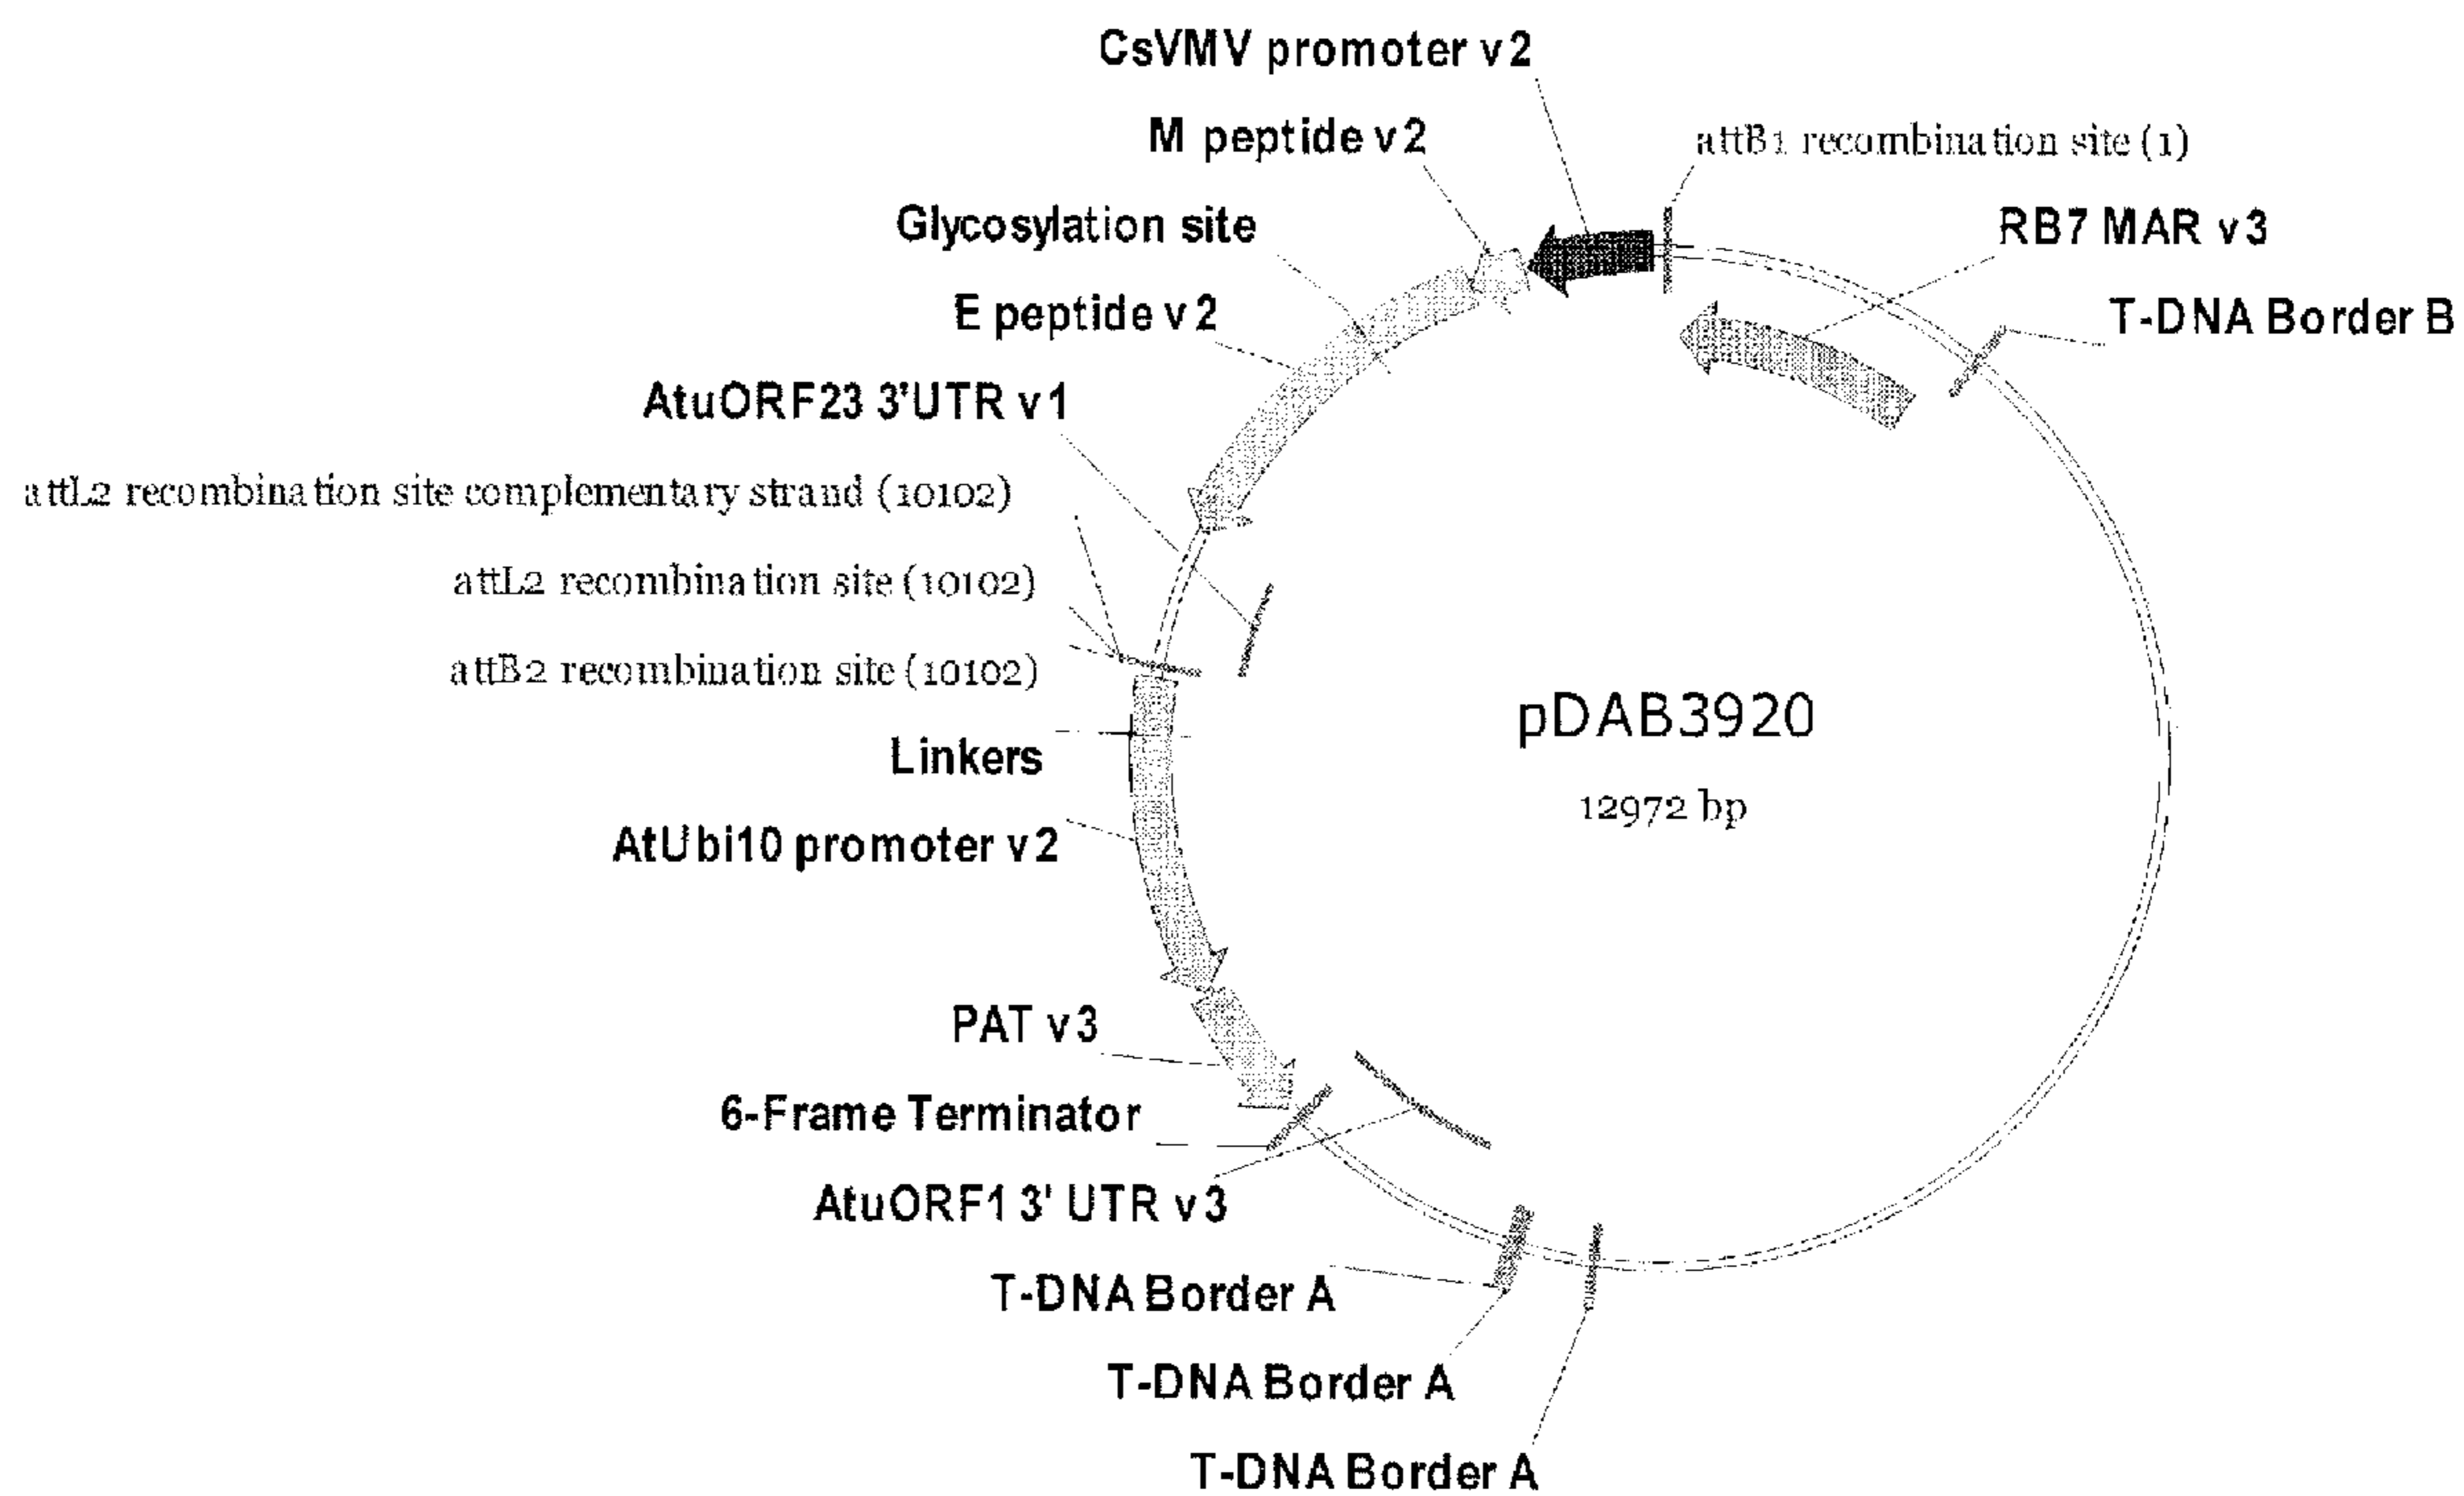 CsVMV promoter v2
M peptide v2
attB1 recombination site (1)
Glycosylation site
RB7 MAR v3
E peptide v2
T-DNA Border B
AtuORF23 3'UTR v1
attL2 recombination site complementary strand (10102)
attL2 recombination site (10102)
attB2 recombination site (10102)
pDAB3920
Linkers
12972 bp
AtUbi10 promoter v2
PAT v3
6-Frame Terminator
AtuORF1 3' UTR v3
T-DNA Border A
T-DNA Border A
T-DNA Border A